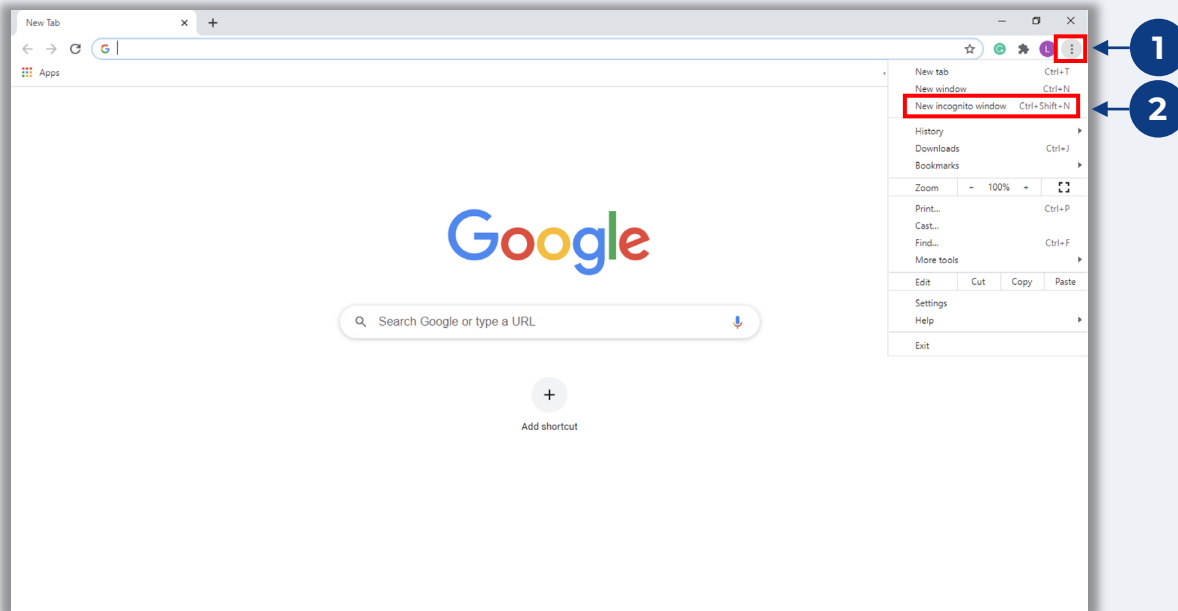 New Tab
G
L
1
Apps
New tab Ctrl+T
New window Ctrl+N
New incognito window Ctrl+Shift+N
2
History
Downloads Ctrl+J
Bookmarks
Zoom - 100% +
Print... Ctrl+P
Cast...
Find... Ctrl+F
More tools
Edit Cut Copy Paste
Settings
Help
Exit
Google
Search Google or type a URL
Add shortcut